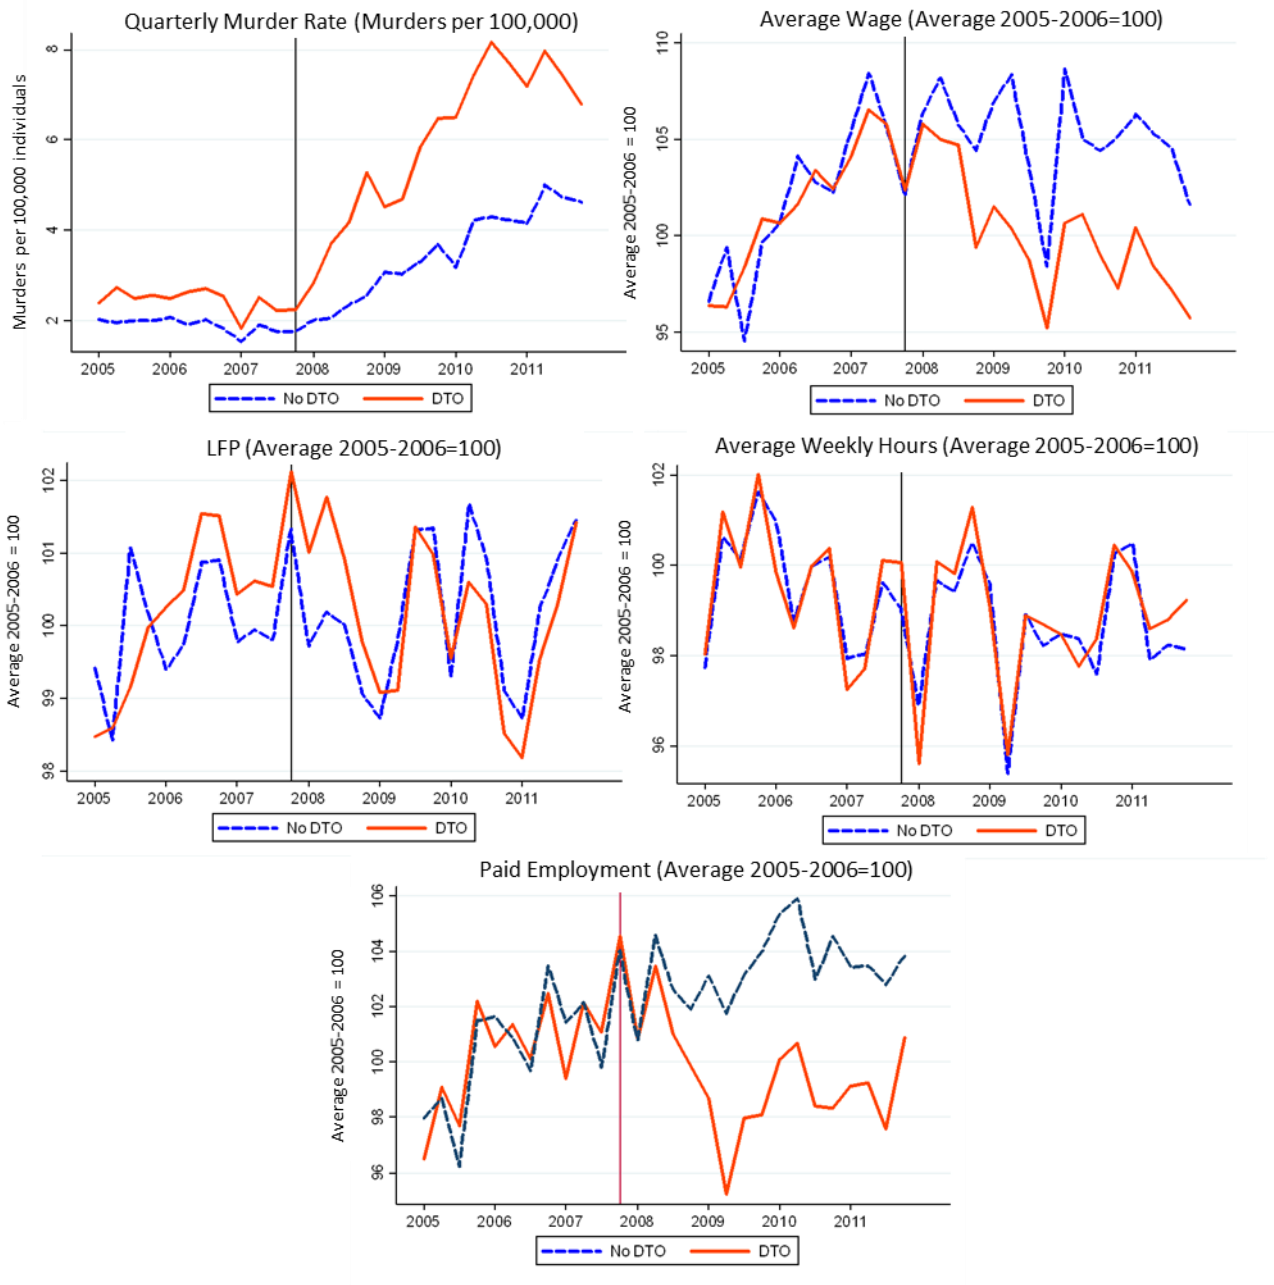 Quarterly Murder Rate (Murders per 100,000)
Murders per 100,000 individuals
8
6
4
2
2005 2006 2007 2008 2009 2010 2011
No DTO DTO
Average Wage (Average 2005-2006=100)
Average 2005-2006 = 100
110
105
100
95
2005 2006 2007 2008 2009 2010 2011
No DTO DTO
LFP (Average 2005-2006=100)
Average 2005-2006 = 100
102
101
100
99
98
2005 2006 2007 2008 2009 2010 2011
No DTO DTO
Average Weekly Hours (Average 2005-2006=100)
Average 2005-2006 = 100
102
100
98
96
2005 2006 2007 2008 2009 2010 2011
No DTO DTO
Paid Employment (Average 2005-2006=100)
Average 2005-2006 = 100
106
104
102
100
98
96
2005 2006 2007 2008 2009 2010 2011
No DTO DTO